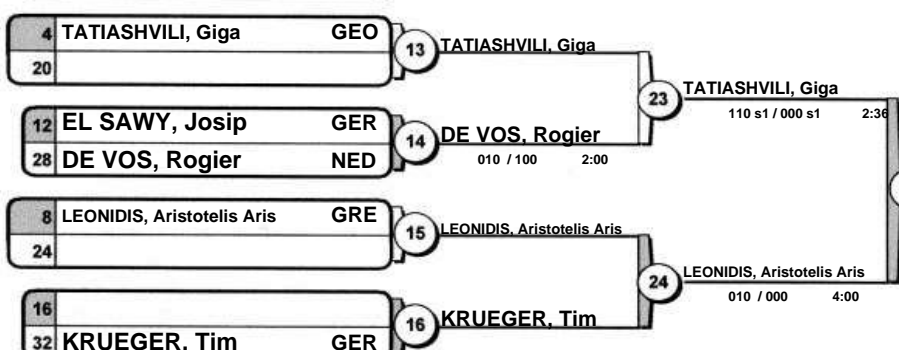 4 TATIASHVILI, Giga GEO
20
13 TATIASHVILI, Giga
12 EL SAWY, Josip GER
28 DE VOS, Rogier NED
14 DE VOS, Rogier
010 / 100 2:00
23 TATIASHVILI, Giga
110 s1 / 000 s1 2:36
8 LEONIDIS, Aristotelis Aris GRE
24
15 LEONIDIS, Aristotelis Aris
16
32 KRUEGER, Tim GER
16 KRUEGER, Tim
24 LEONIDIS, Aristotelis Aris
010 / 000 4:00